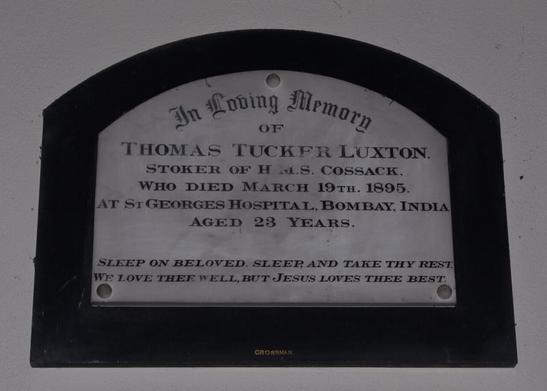 In Loving Memory
OF
THOMAS TUCKER LUXTON.
STOKER OF H.M.S. COSSACK.
WHO DIED MARCH 19TH. 1895.
AT ST GEORGES HOSPITAL, BOMBAY, INDIA
AGED 23 YEARS.
SLEEP ON BELOVED. SLEEP, AND TAKE THY REST.
WE LOVE THEE WELL, BUT JESUS LOVES THEE BEST.
CROSSMAN.